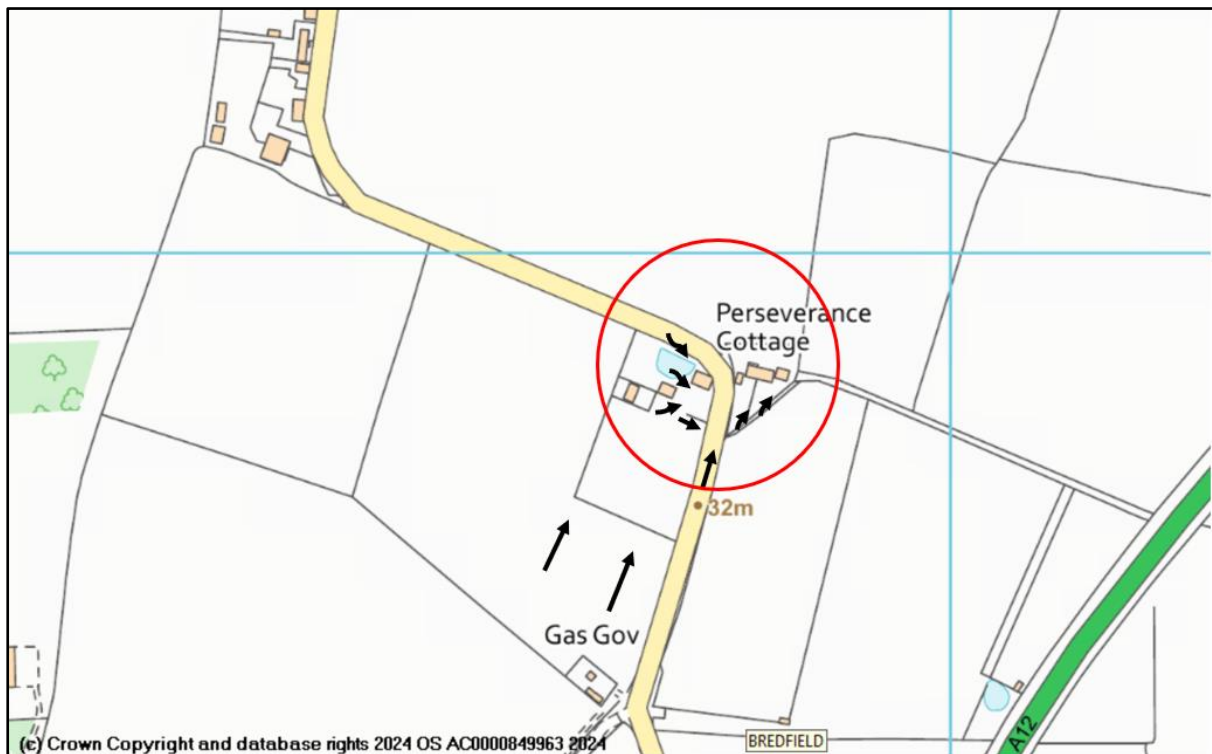 Perseverance
Cottage
32m
Gas Gov
A12
BREDFIELD
(c) Crown Copyright and database rights 2024 OS AC0000849963 2024